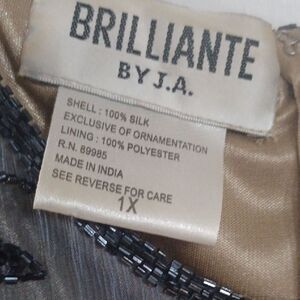 BRILLIANTE
BY J.A.
SHELL : 100% SILK
EXCLUSIVE OF ORNAMENTATION
LINING : 100% POLYESTER
R.N. 89985
MADE IN INDIA
SEE REVERSE FOR CARE
1X